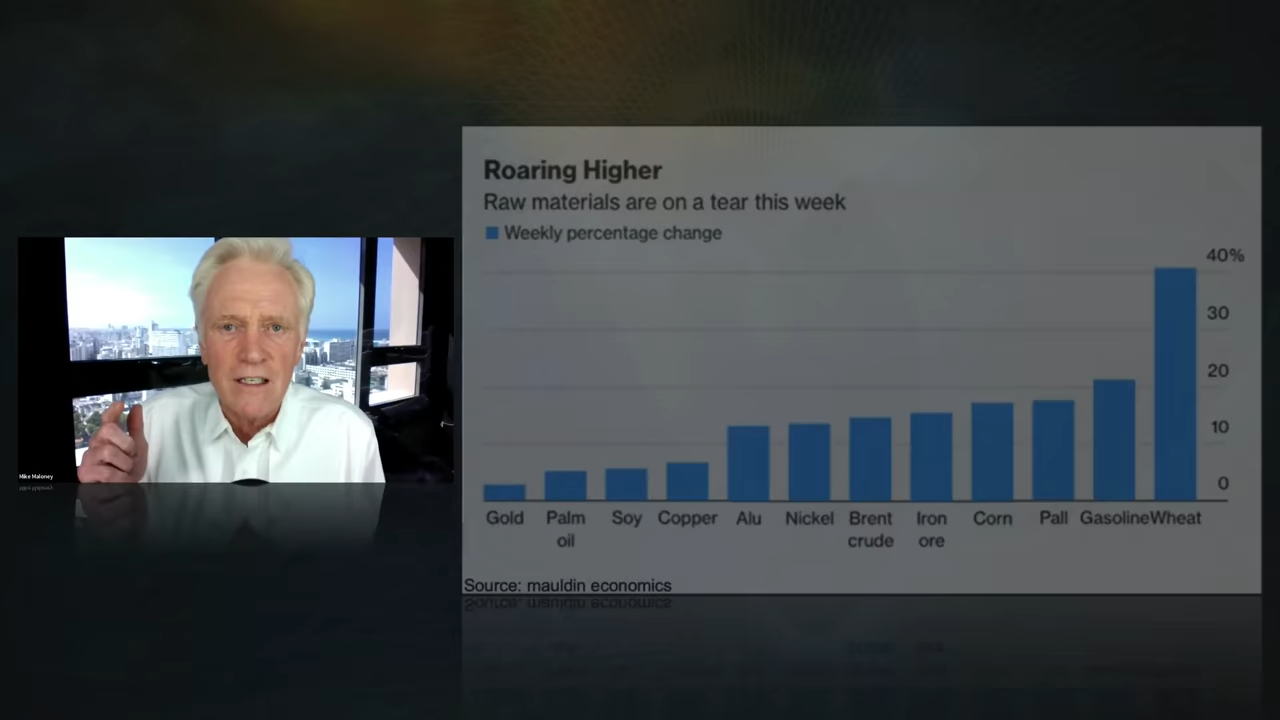 Roaring Higher
Raw materials are on a tear this week
Weekly percentage change
40%
30
20
10
0
Gold Palm oil Soy Copper Alu Nickel Brent crude Iron ore Corn Pall Gasoline Wheat
Source: mauldin economics
Mike Maloney